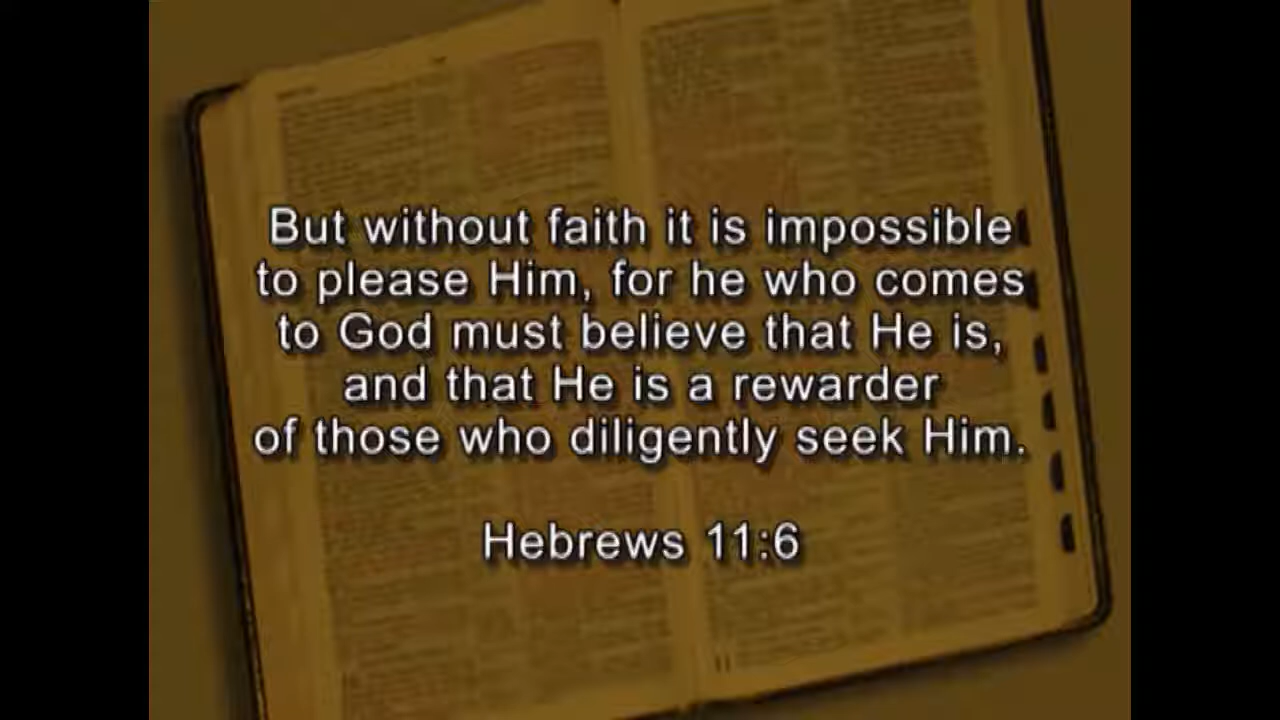 But without faith it is impossible
to please Him, for he who comes
to God must believe that He is,
and that He is a rewarder
of those who diligently seek Him.
Hebrews 11:6